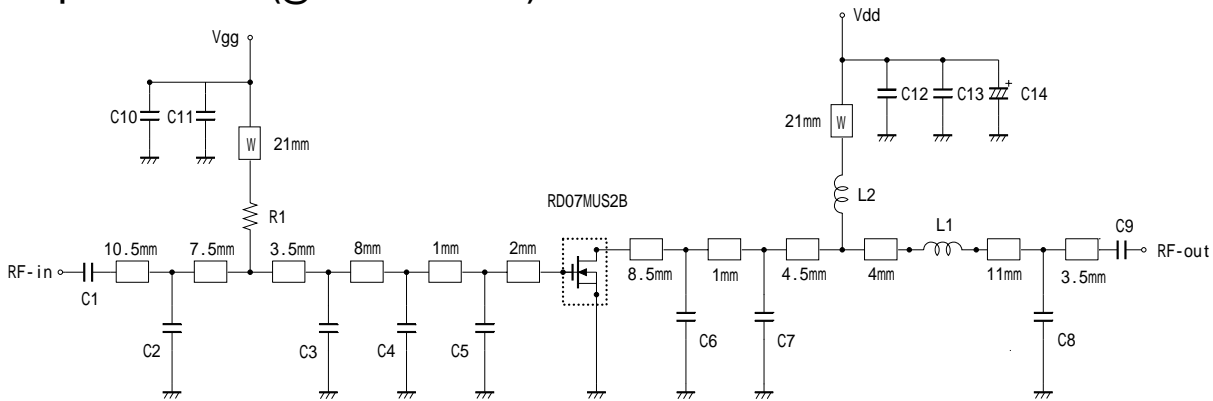 Vdd
Vgg
C10
C11
C12
C13
+
C14
W
21mm
W
21mm
RD07MUS2B
L2
R1
L1
C9
10.5mm
7.5mm
3.5mm
8mm
1mm
2mm
RF-in
RF-out
C1
8.5mm
1mm
4.5mm
4mm
11mm
3.5mm
C2
C3
C4
C5
C6
C7
C8